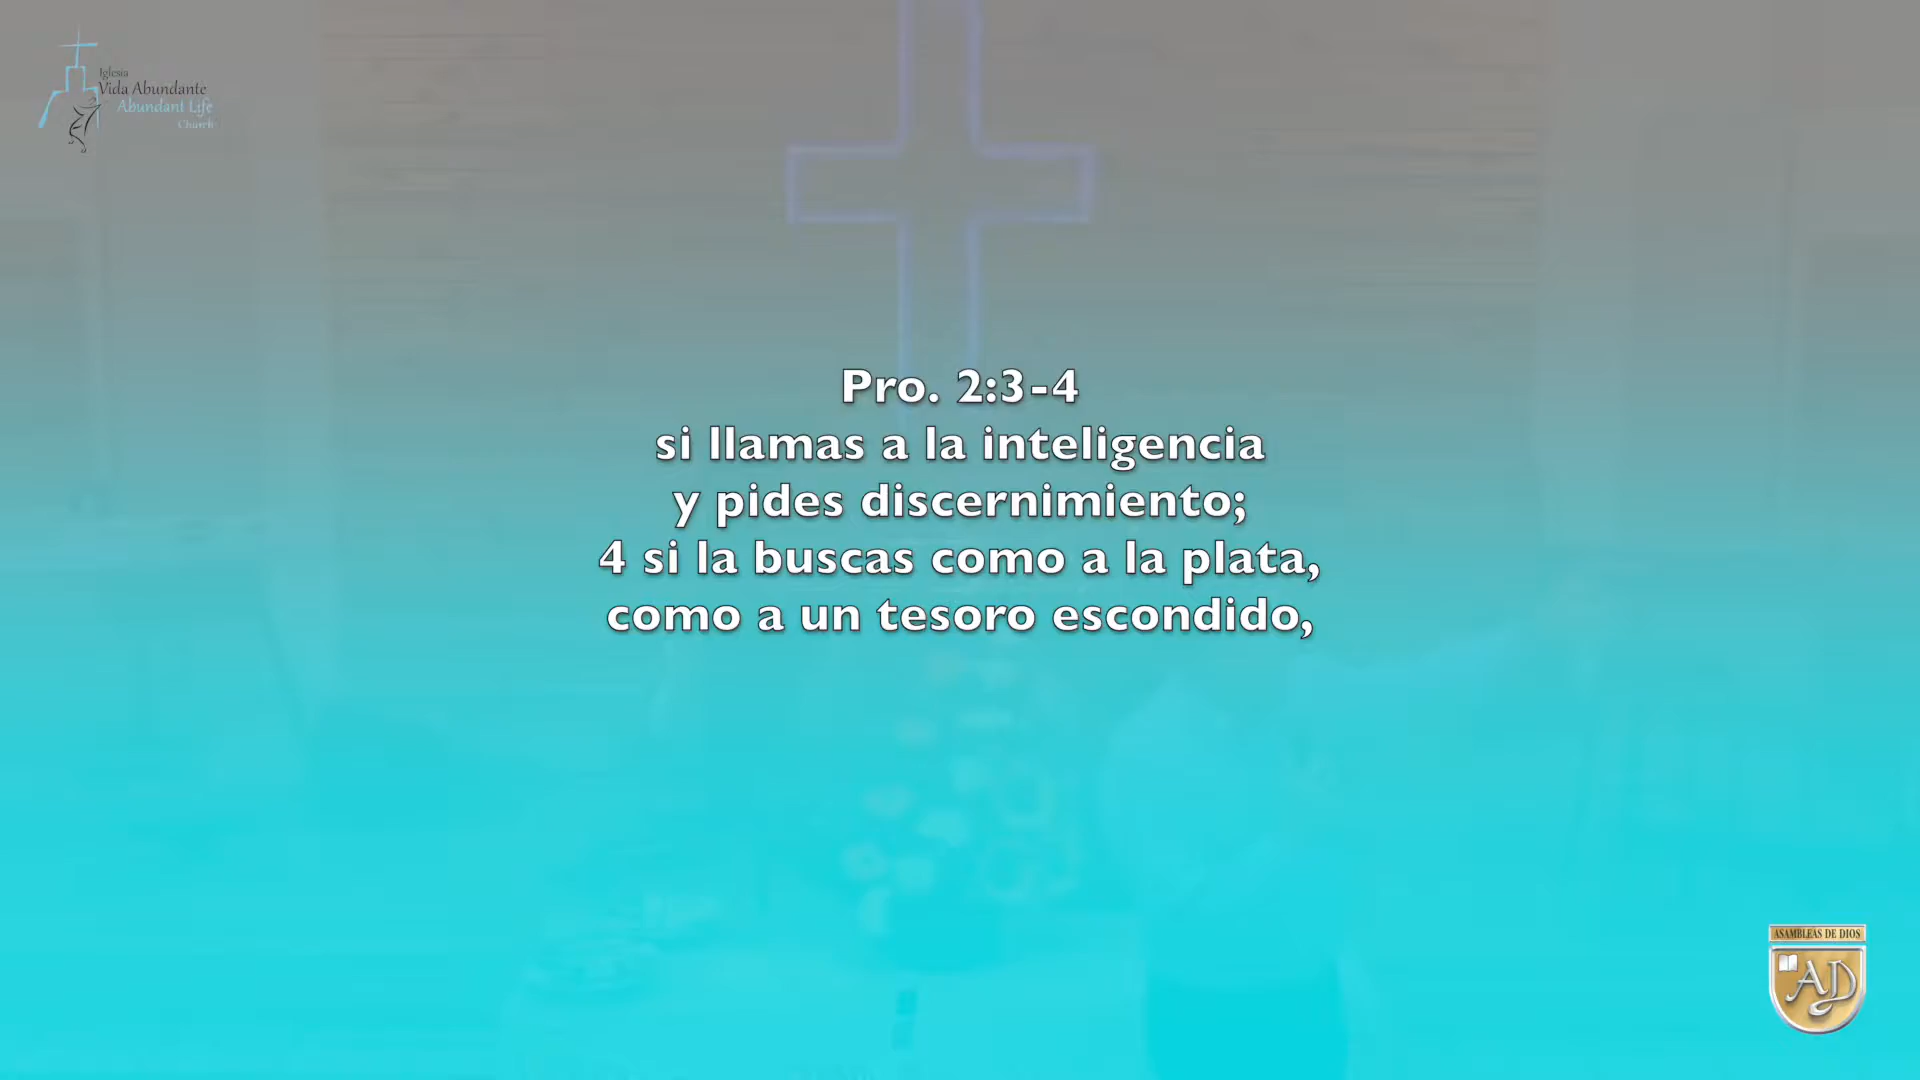 Iglesia
Vida Abundante
Abundant Life
Church
Pro. 2:3-4
si llamas a la inteligencia
y pides discernimiento;
4 si la buscas como a la plata,
como a un tesoro escondido,
ASAMBLEAS DE DIOS
AD